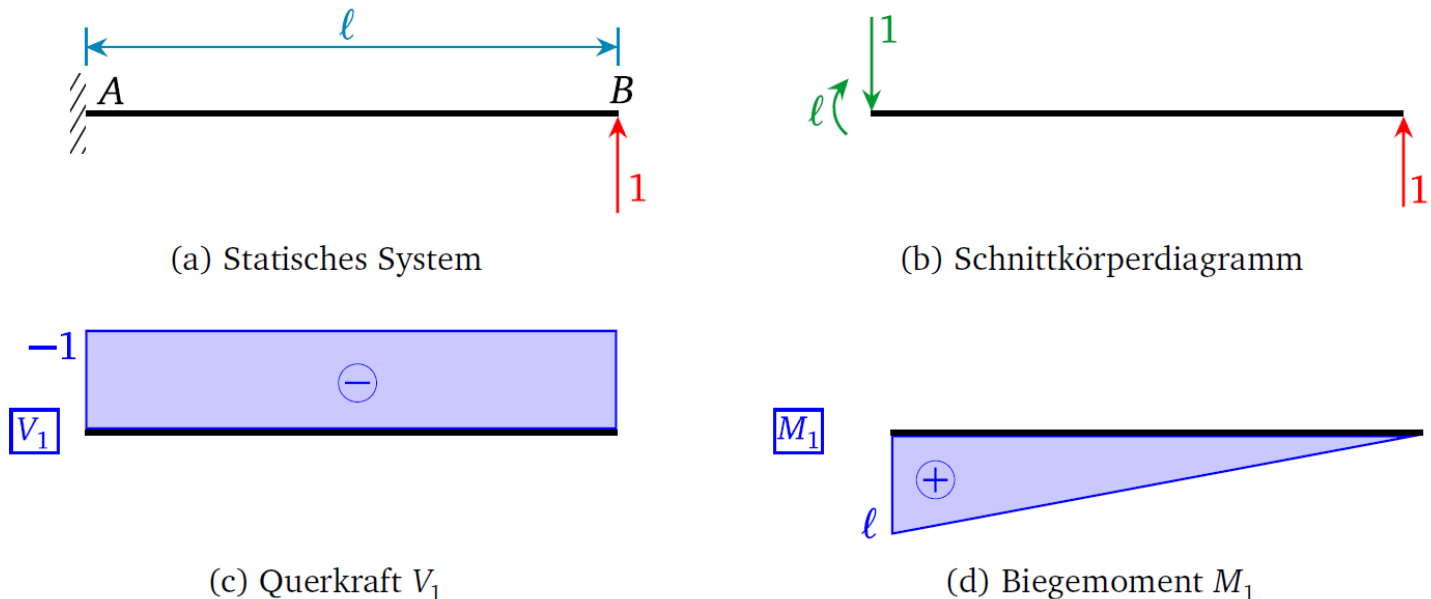 ℓ
A B
1
(a) Statisches System
1
ℓ
1
(b) Schnittkörperdiagramm
−1
−
V₁
(c) Querkraft V₁
M₁
+
ℓ
(d) Biegemoment M₁